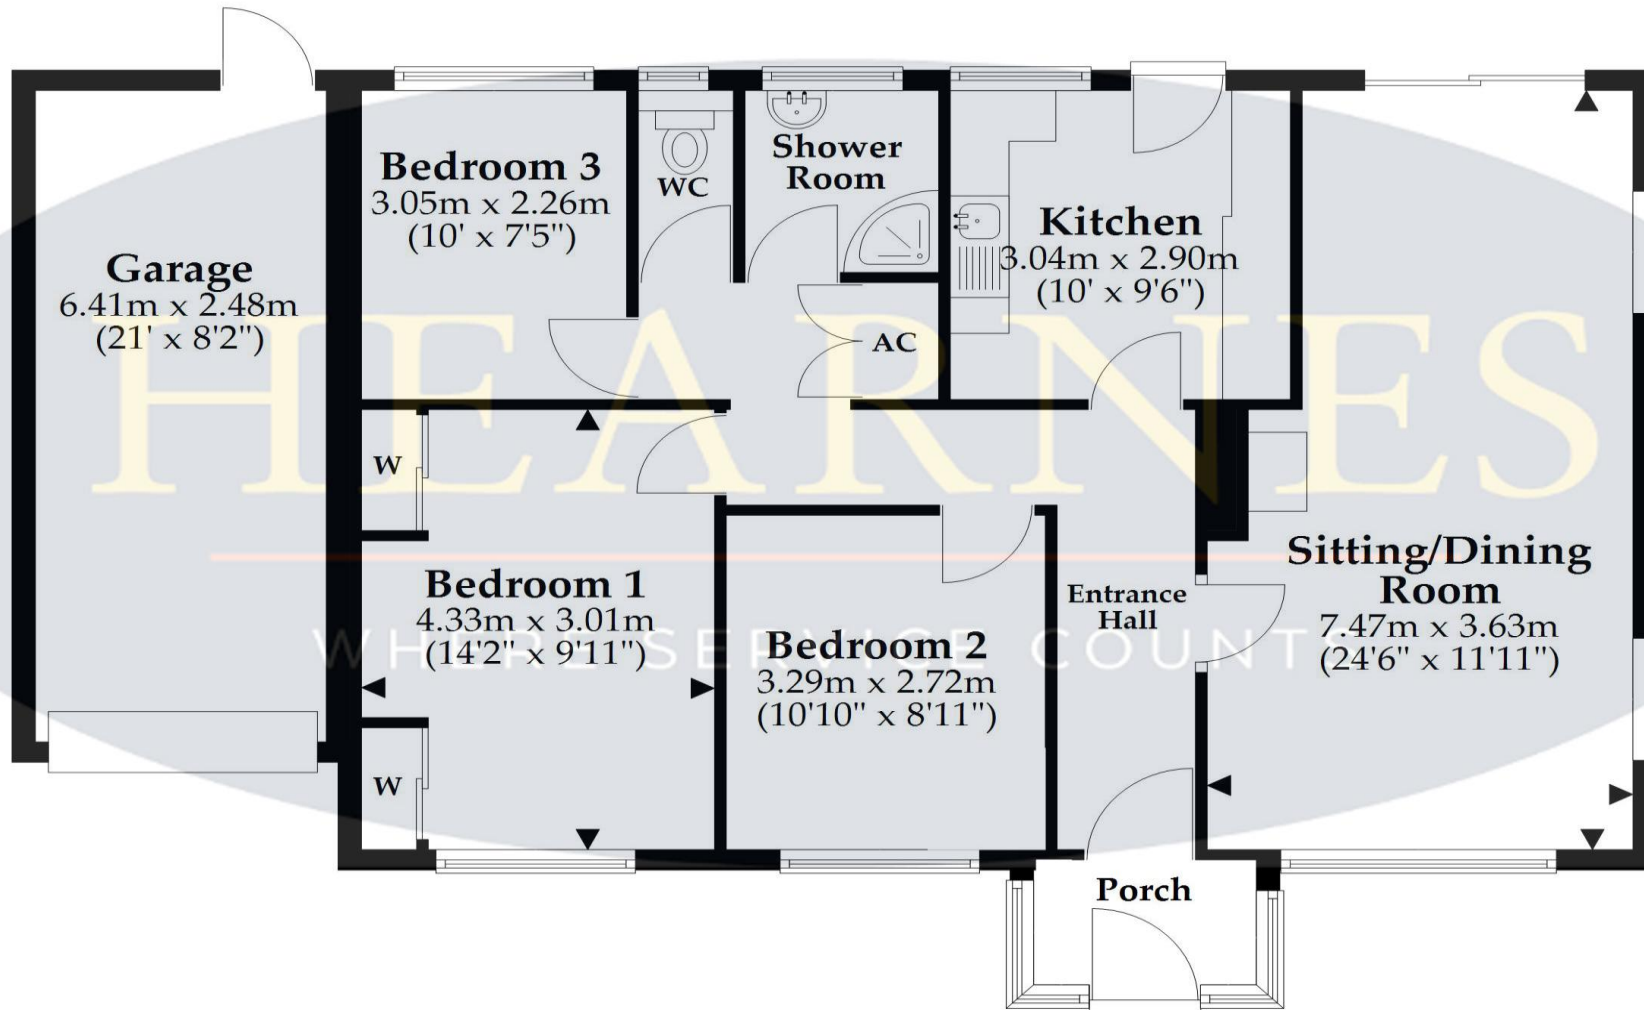 Bedroom 3
3.05m x 2.26m
(10' x 7'5")
WC
Shower
Room
Kitchen
3.04m x 2.90m
(10' x 9'6")
Garage
6.41m x 2.48m
(21' x 8'2")
AC
HEARNES
WHERE SERVICE COUNTS
W
Bedroom 1
4.33m x 3.01m
(14'2" x 9'11")
W
Bedroom 2
3.29m x 2.72m
(10'10" x 8'11")
Entrance
Hall
Sitting/Dining
Room
7.47m x 3.63m
(24'6" x 11'11")
Porch